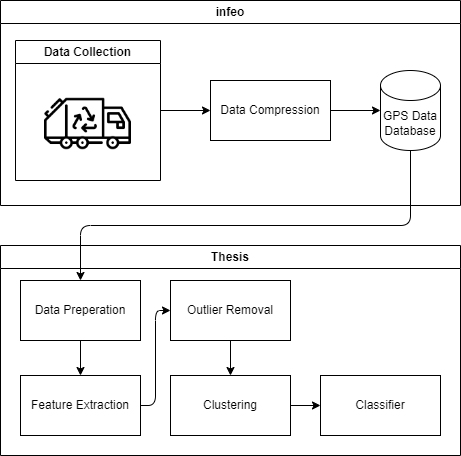 infeo
Data Collection
Data Compression
GPS Data
Database
Thesis
Data Preperation
Outlier Removal
Feature Extraction
Clustering
Classifier